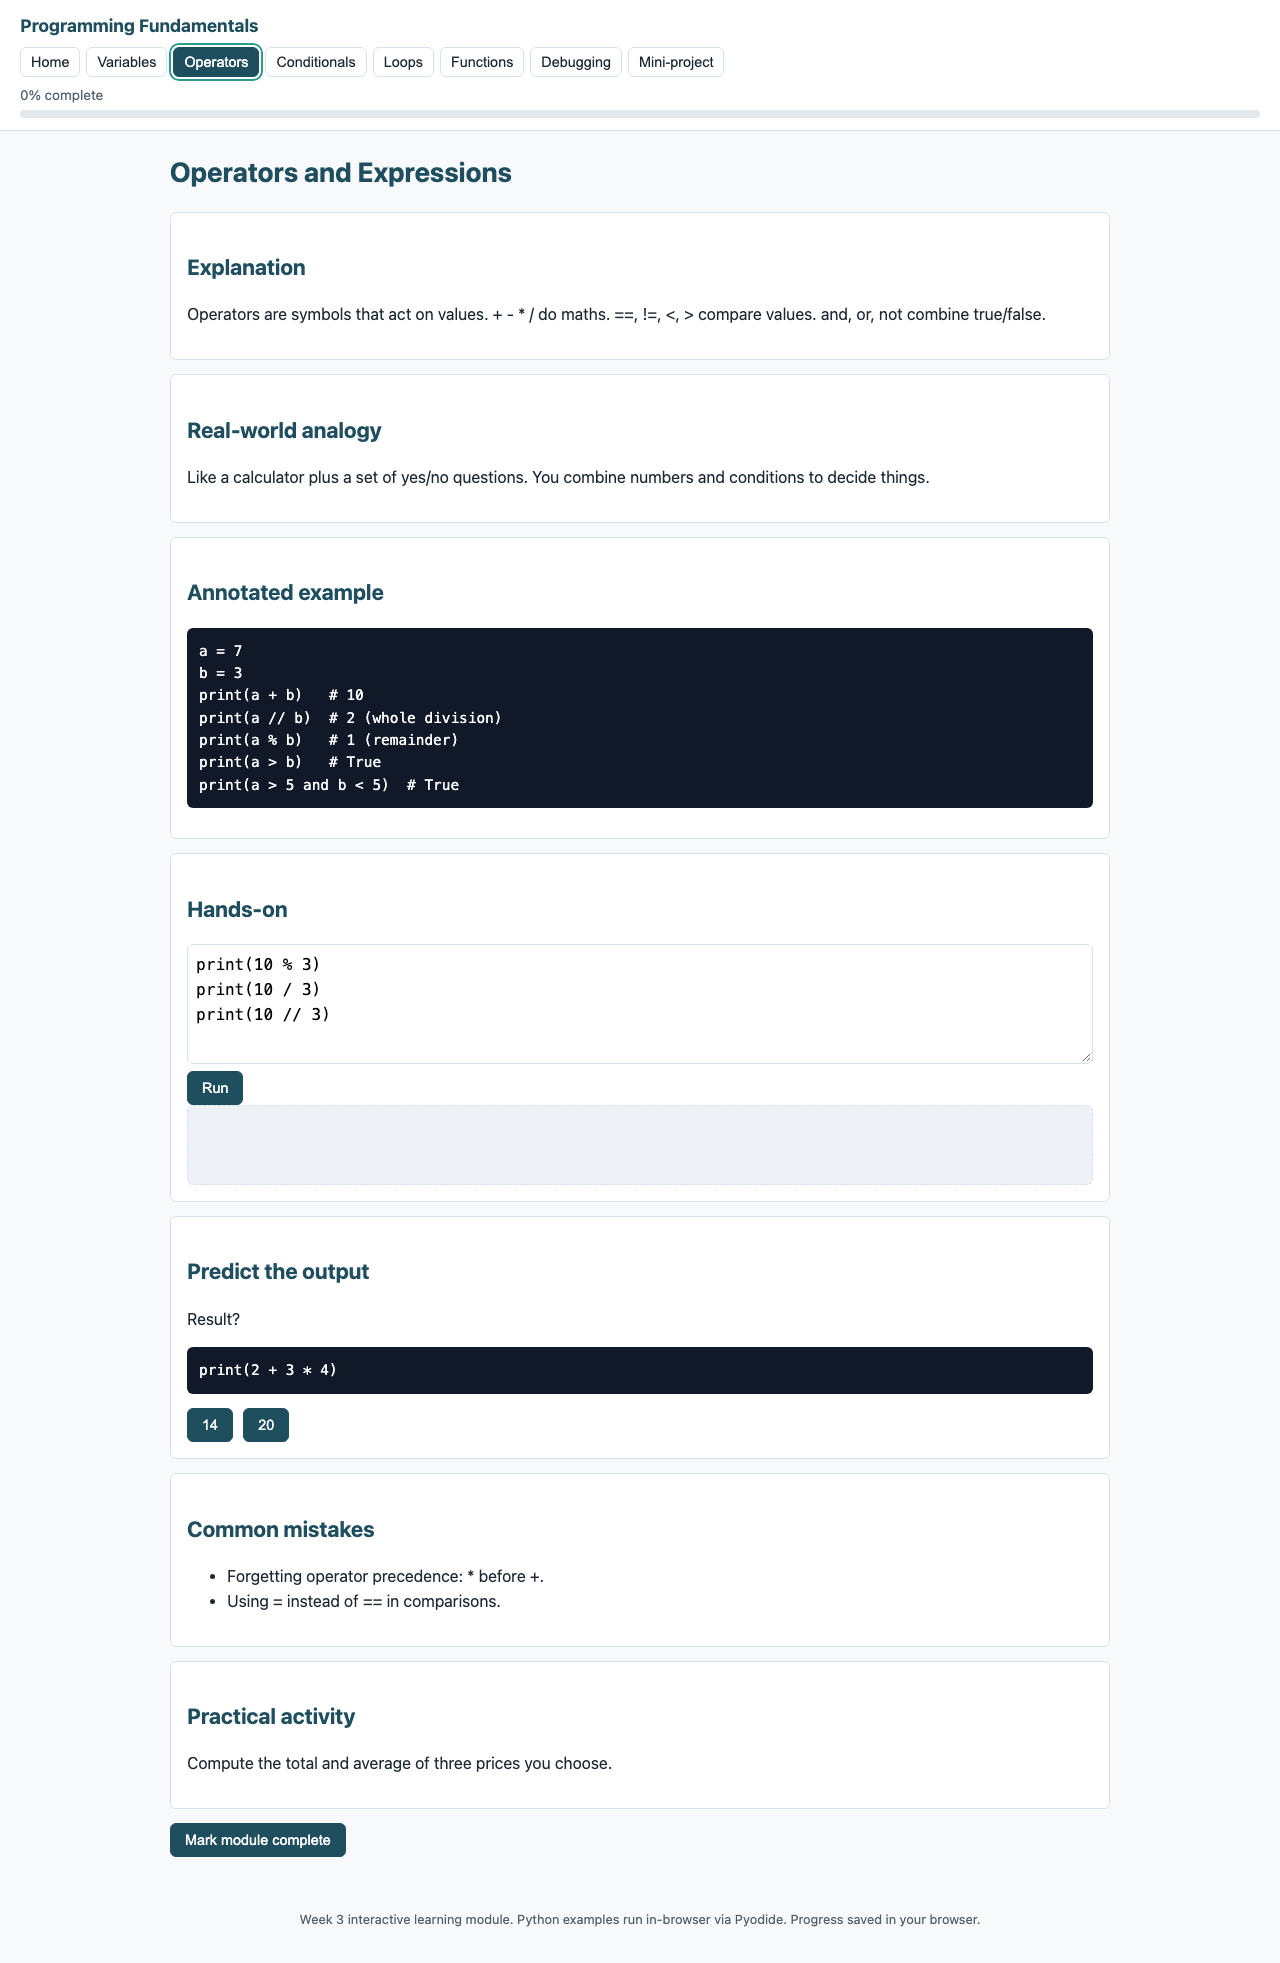 Programming Fundamentals
Home
Variables
Operators
Conditionals
Loops
Functions
Debugging
Mini-project
0% complete
Operators and Expressions
Explanation
Operators are symbols that act on values. + - * / do maths. ==, !=, <, > compare values. and, or, not combine true/false.
Real-world analogy
Like a calculator plus a set of yes/no questions. You combine numbers and conditions to decide things.
Annotated example
a = 7
b = 3
print(a + b)   # 10
print(a // b)  # 2 (whole division)
print(a % b)   # 1 (remainder)
print(a > b)   # True
print(a > 5 and b < 5)  # True
Hands-on
print(10 % 3)
print(10 / 3)
print(10 // 3)
Run
Predict the output
Result?
print(2 + 3 * 4)
14
20
Common mistakes
• Forgetting operator precedence: * before +.
• Using = instead of == in comparisons.
Practical activity
Compute the total and average of three prices you choose.
Mark module complete
Week 3 interactive learning module. Python examples run in-browser via Pyodide. Progress saved in your browser.